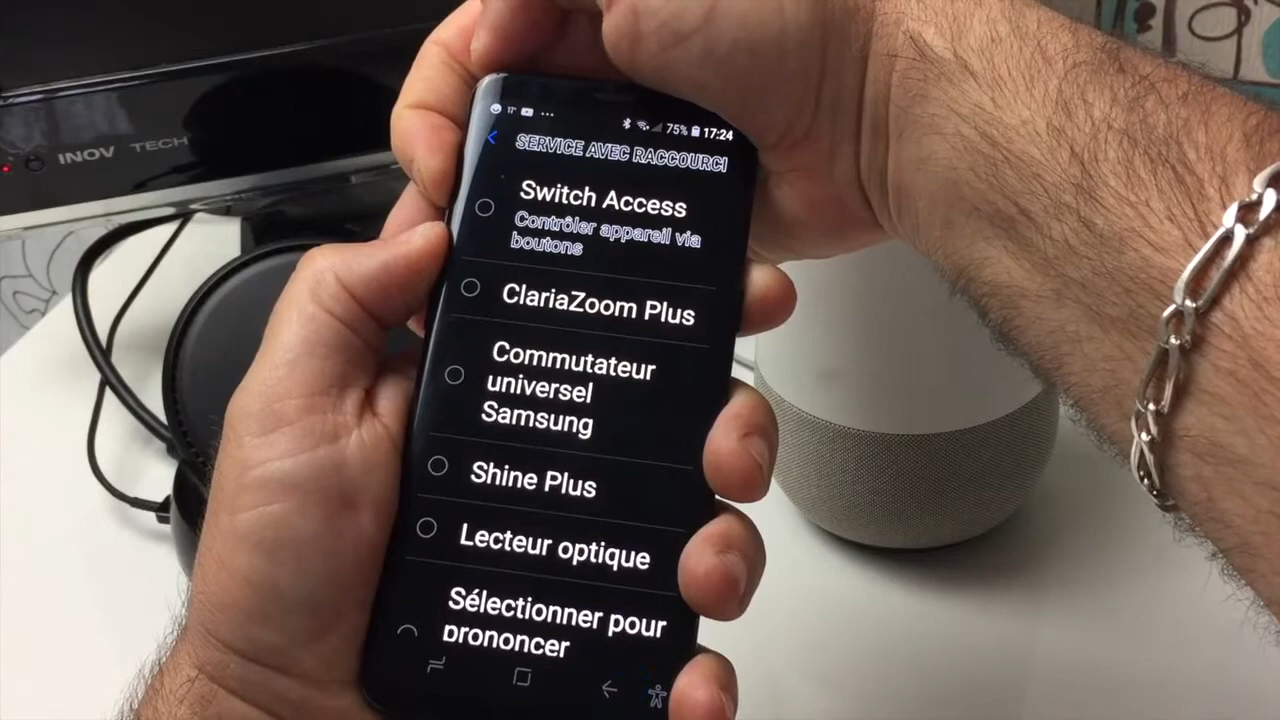 INOV TECH
17°
75% 17:24
SERVICE AVEC RACCOURCI
Switch Access
Contrôler appareil via
boutons
ClariaZoom Plus
Commutateur
universel
Samsung
Shine Plus
Lecteur optique
Sélectionner pour
prononcer